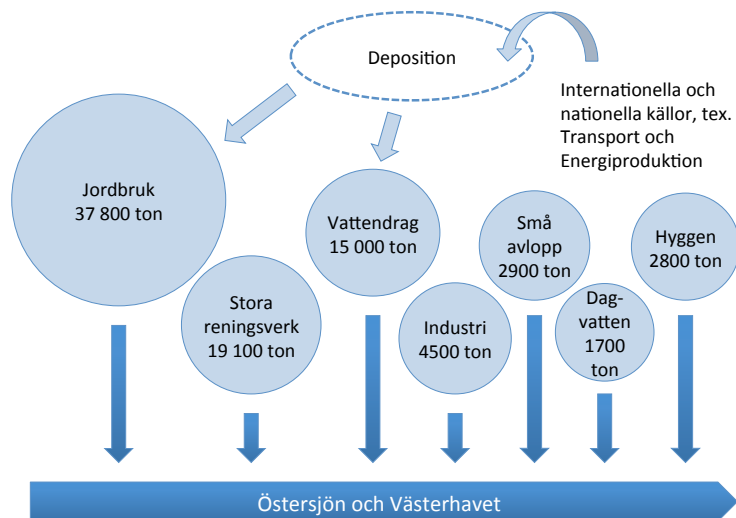 Deposition
Internationella och
nationella källor, tex.
Transport och
Energiproduktion
Jordbruk
37 800 ton
Stora
reningsverk
19 100 ton
Vattendrag
15 000 ton
Industri
4500 ton
Små
avlopp
2900 ton
Dag-
vatten
1700
ton
Hyggen
2800 ton
Östersjön och Västerhavet